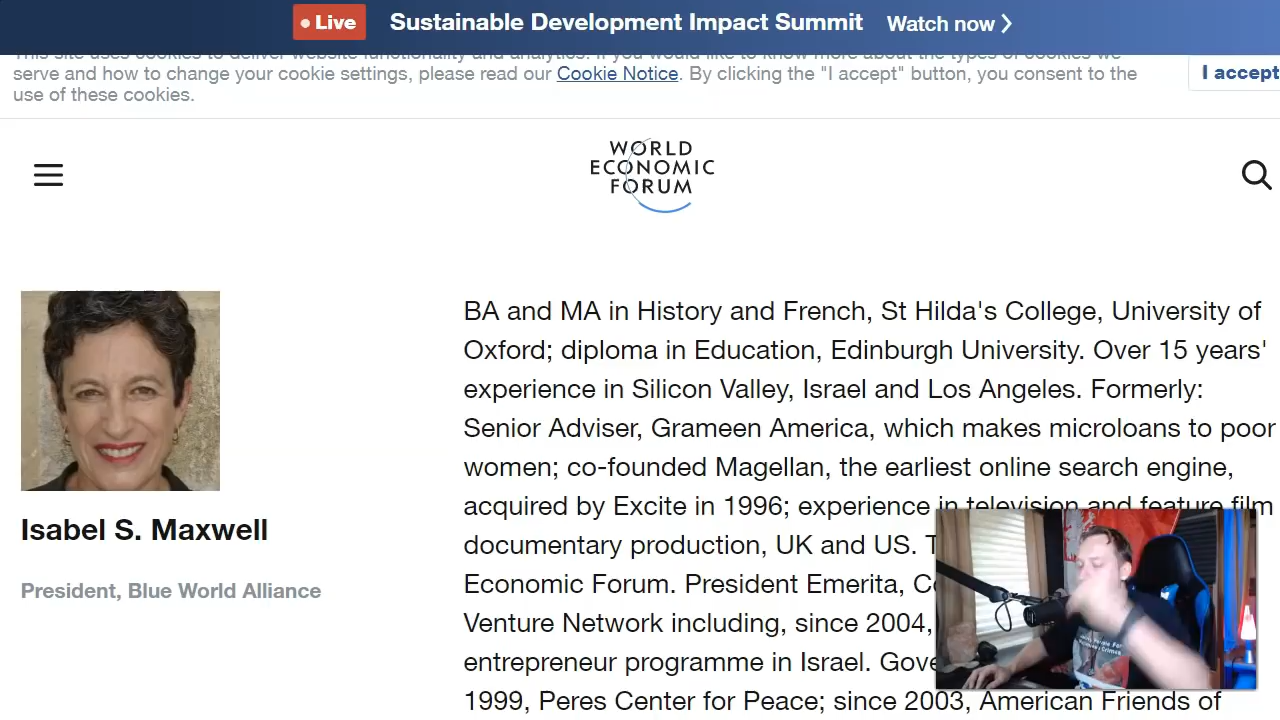 Live Sustainable Development Impact Summit Watch now
This site uses cookies to deliver website functionality and analytics. If you would like to know more about the types of cookies we
serve and how to change your cookie settings, please read our Cookie Notice. By clicking the "I accept" button, you consent to the
use of these cookies.
I accept
WORLD
ECONOMIC
FORUM
Isabel S. Maxwell
President, Blue World Alliance
BA and MA in History and French, St Hilda's College, University of
Oxford; diploma in Education, Edinburgh University. Over 15 years'
experience in Silicon Valley, Israel and Los Angeles. Formerly:
Senior Adviser, Grameen America, which makes microloans to poor
women; co-founded Magellan, the earliest online search engine,
acquired by Excite in 1996; experience in television and feature film
documentary production, UK and US.
Economic Forum. President Emerita,
Venture Network including, since 2004,
entrepreneur programme in Israel.
1999, Peres Center for Peace; since 2003, American Friends of